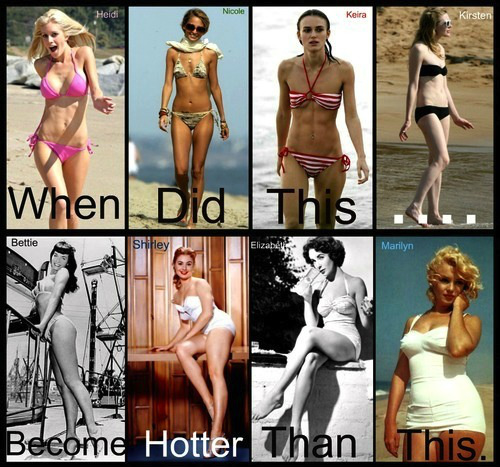 Heidi
Nicole
Keira
Kirsten
When Did This ....
Bettie
Shirley
Elizabeth
Marilyn
Become Hotter Than This.